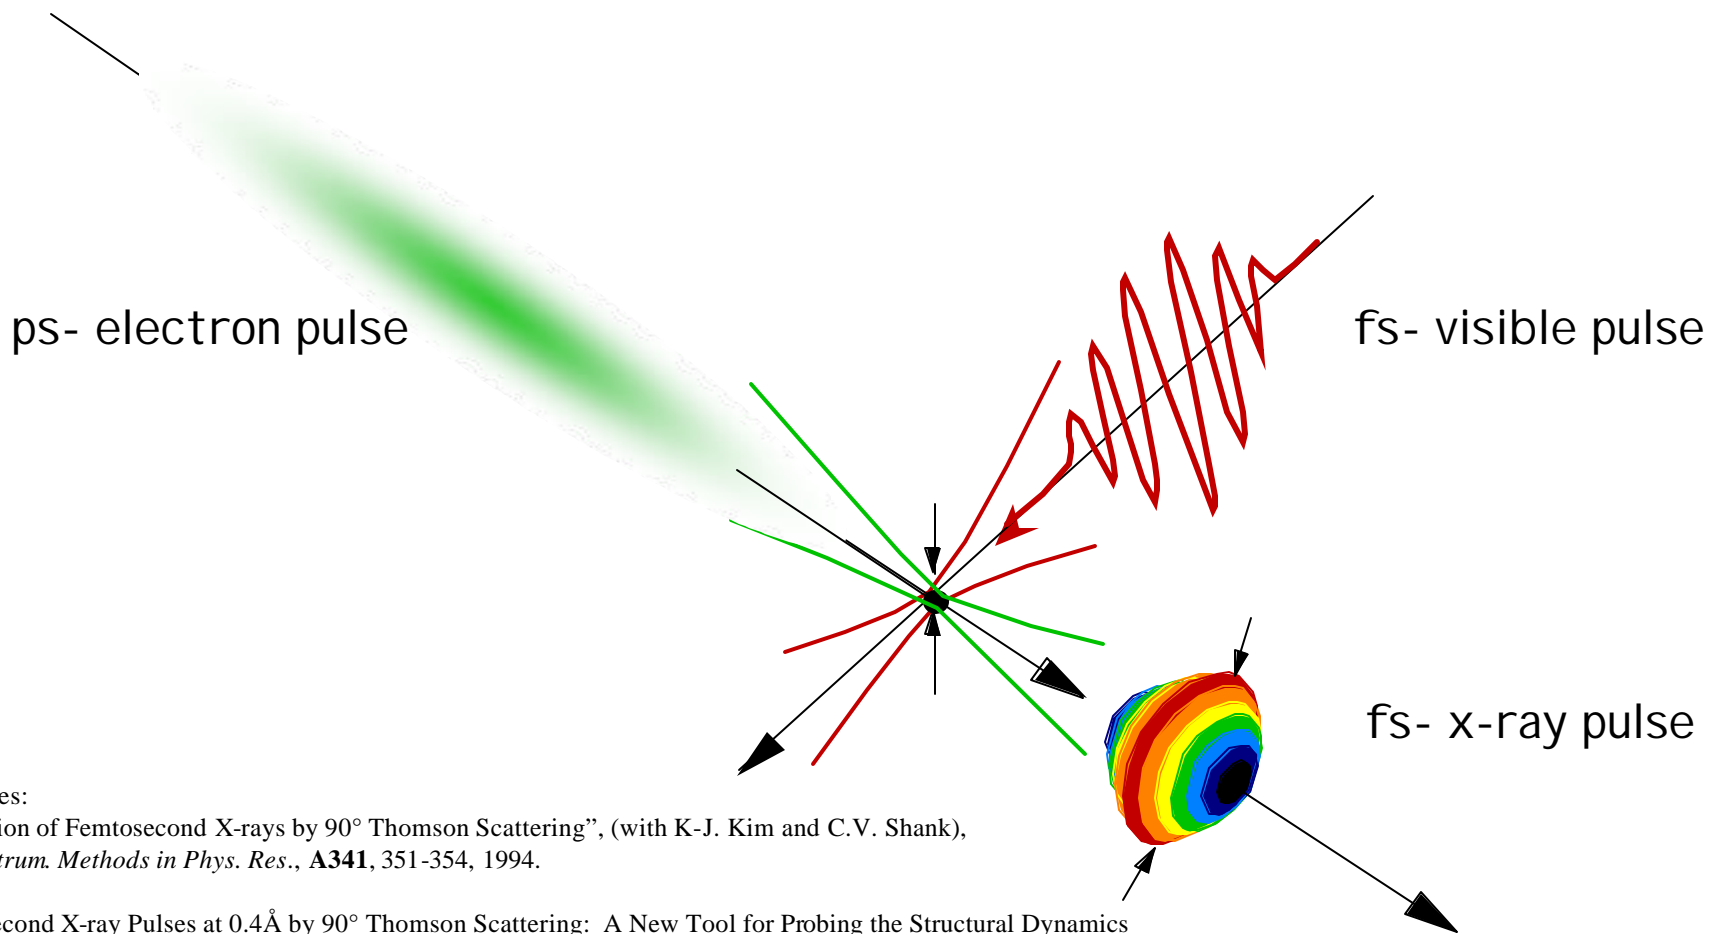 ps- electron pulse
fs- visible pulse
fs- x-ray pulse
es:
ion of Femtosecond X-rays by 90° Thomson Scattering”, (with K-J. Kim and C.V. Shank),
trum. Methods in Phys. Res., A341, 351-354, 1994.
econd X-ray Pulses at 0.4Å by 90° Thomson Scattering: A New Tool for Probing the Structural Dynamics